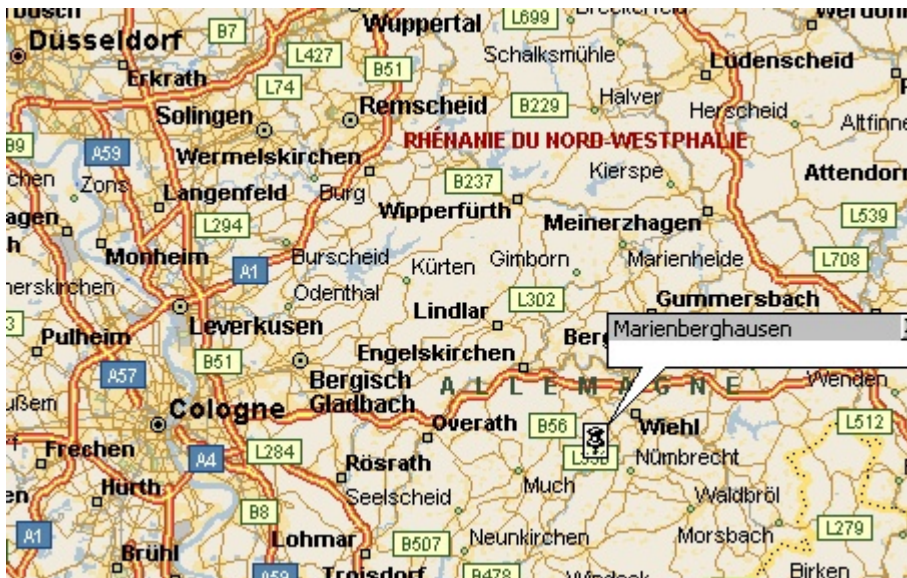 Wuppertal
L699
B7
Düsseldorf
L427
B51
Schalksmühle
Lüdenscheid
Erkrath
L74
Solingen
Remscheid
B229
Halver
Herscheid
RHÉNANIE DU NORD-WESTPHALIE
A59
Wermelskirchen
Kierspe
Zons
Langenfeld
Burg
B237
Wipperfürth
Meinerzhagen
L539
L294
Monheim
A1
Burscheid
Kürten
Gimborn
Marienheide
L708
Odenthal
Lindlar
L302
Gummersbach
Leverkusen
Marienberghausen
Pulheim
B51
Engelskirchen
A57
Bergisch
Gladbach
ALLEMAGNE
Wenden
Cologne
Overath
B56
Wiehl
L512
Frechen
A4
L284
Rösrath
Nümbrecht
Hürth
Seelscheid
Much
Waldbröl
B8
A1
Lohmar
B507
Neunkirchen
Morsbach
L279
Brühl
A59
Troisdorf
B478
Windeck
Birken